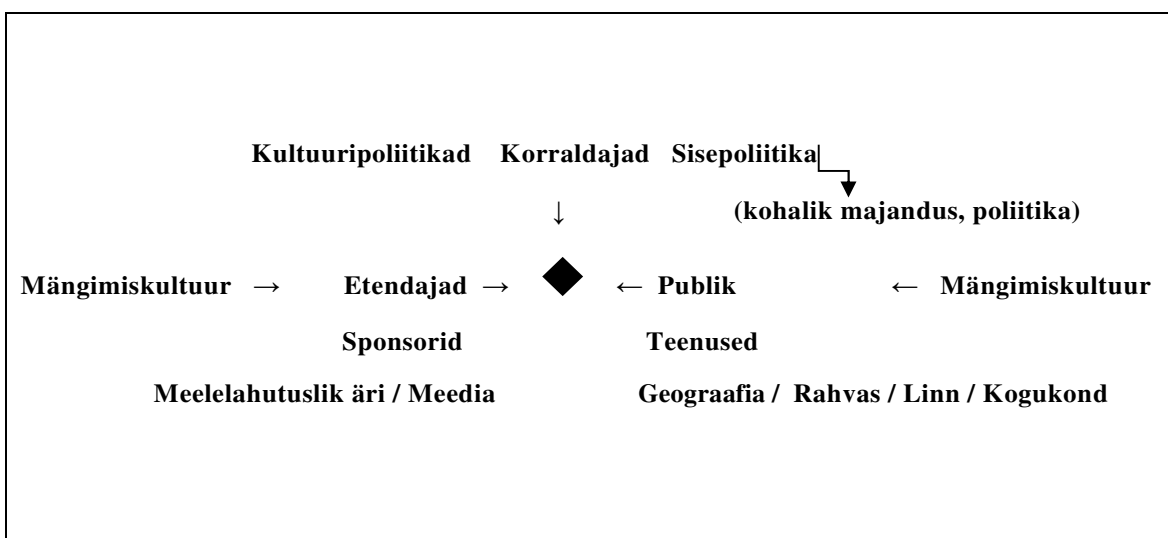 Kultuuripoliitikad Korraldajad Sisepoliitika
↓ (kohalik majandus, poliitika)
Mängimiskultuur → Etendajad → ◆ ← Publik ← Mängimiskultuur
Sponsorid Teenused
Meelelahutuslik äri / Meedia Geograafia / Rahvas / Linn / Kogukond